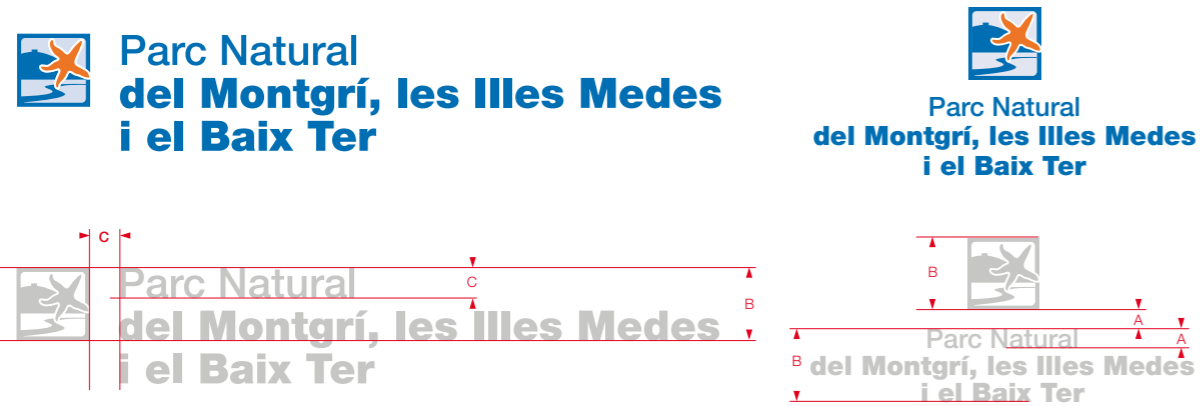 Parc Natural
del Montgrí, les Illes Medes
i el Baix Ter
Parc Natural
del Montgrí, les Illes Medes
i el Baix Ter
C
Parc Natural
C
del Montgrí, les Illes Medes
B
i el Baix Ter
B
A
Parc Natural
A
B
del Montgrí, les Illes Medes
i el Baix Ter